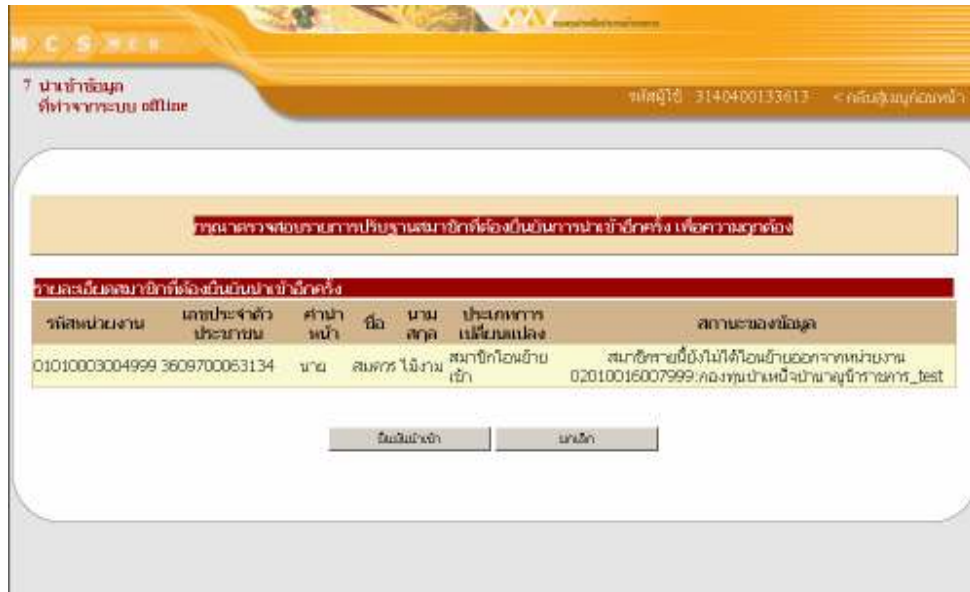 M C S W E B
7 นำเข้าข้อมูล
ที่ทำจากระบบ offline
รหัสผู้ใช้ 3140400133613 < กลับสู่เมนูก่อนหน้า
กรุณาตรวจสอบรายการปรับฐานสมาชิกที่ต้องยืนยันการนำเข้าอีกครั้ง เพื่อความถูกต้อง
รายละเอียดสมาชิกที่ต้องยืนยันนำเข้าอีกครั้ง
รหัสหน่วยงาน เลขประจำตัวประชาชน คำนำหน้า ชื่อ นามสกุล ประเภทการเปลี่ยนแปลง สถานะของข้อมูล
01010003004999 3609700063134 นาย สมควร ไม้งาม สมาชิกโอนย้ายเข้า สมาชิกรายนี้ยังไม่ได้โอนย้ายออกจากหน่วยงาน
02010016007999:กองทุนบำเหน็จบำนาญข้าราชการ_test
ยืนยันนำเข้า ยกเลิก